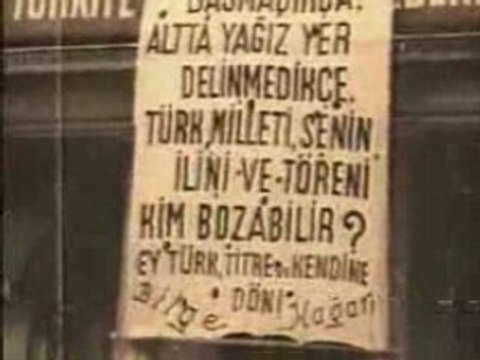 TÜRKİYE
BASMADIKÇA.
ALTTA YAĞIZ YER
DELİNMEDİKÇE,
TÜRK MİLLETİ, SENİN
İLİNİ-VE-TÖRENİ
KİM BOZABİLİR?
EY TÜRK, TİTRE VE KENDİNE
DÖN!
Bilge Kağan